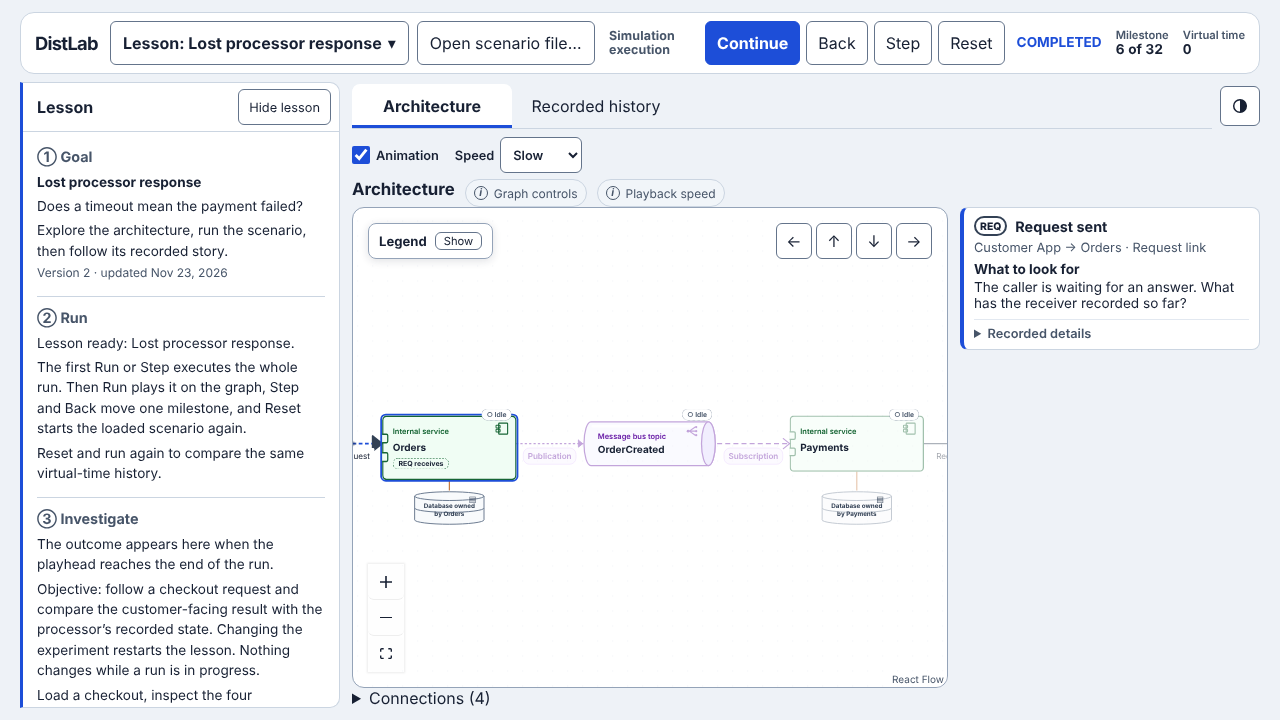 DistLab
Lesson: Lost processor response ▾
Open scenario file...
Simulation execution
Continue
Back
Step
Reset
COMPLETED
Milestone
6 of 32
Virtual time
0
Lesson
Hide lesson
1 Goal
Lost processor response
Does a timeout mean the payment failed?
Explore the architecture, run the scenario,
then follow its recorded story.
Version 2 · updated Nov 23, 2026
2 Run
Lesson ready: Lost processor response.
The first Run or Step executes the whole
run. Then Run plays it on the graph, Step
and Back move one milestone, and Reset
starts the loaded scenario again.
Reset and run again to compare the same
virtual-time history.
3 Investigate
The outcome appears here when the
playhead reaches the end of the run.
Objective: follow a checkout request and
compare the customer-facing result with the
processor’s recorded state. Changing the
experiment restarts the lesson. Nothing
changes while a run is in progress.
Load a checkout, inspect the four
Architecture
Recorded history
Animation
Speed
Slow
Architecture
i Graph controls
i Playback speed
Legend
Show
← ↑ ↓ →
uest
Idle
Internal service
Orders
REQ receives
Database owned
by Orders
Publication
Idle
Message bus topic
OrderCreated
Subscription
Idle
Internal service
Payments
Database owned
by Payments
Re
React Flow
Connections (4)
REQ Request sent
Customer App → Orders · Request link
What to look for
The caller is waiting for an answer. What
has the receiver recorded so far?
Recorded details